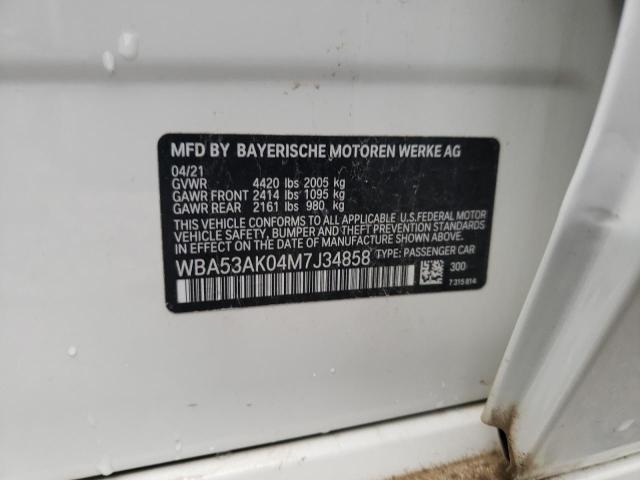 MFD BY BAYERISCHE MOTOREN WERKE AG
04/21
GVWR 4420 lbs 2005 kg
GAWR FRONT 2414 lbs 1095 kg
GAWR REAR 2161 lbs 980 kg
THIS VEHICLE CONFORMS TO ALL APPLICABLE U.S.FEDERAL MOTOR
VEHICLE SAFETY, BUMPER, AND THEFT PREVENTION STANDARDS
IN EFFECT ON THE DATE OF MANUFACTURE SHOWN ABOVE.
WBA53AK04M7J34858 TYPE: PASSENGER CAR
300
7315814